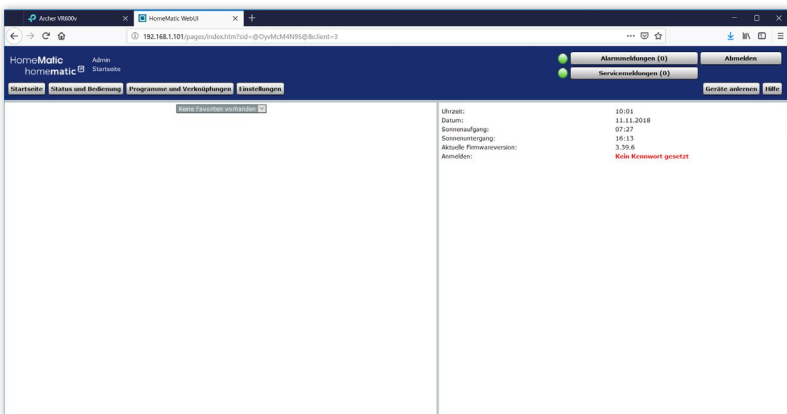 Archer VR600v
HomeMatic WebUI
192.168.1.101/pages/index.htm?sid=@OyvMcM4N95@&client=3
HomeMatic
homematic IP
Admin
Startseite
Alarmmeldungen (0)
Abmelden
Servicemeldungen (0)
Startseite
Status und Bedienung
Programme und Verknüpfungen
Einstellungen
Geräte anlernen
Hilfe
Keine Favoriten vorhanden
Uhrzeit: 10:01
Datum: 11.11.2018
Sonnenaufgang: 07:27
Sonnenuntergang: 16:13
Aktuelle Firmwareversion: 3.39.6
Anmelden: Kein Kennwort gesetzt